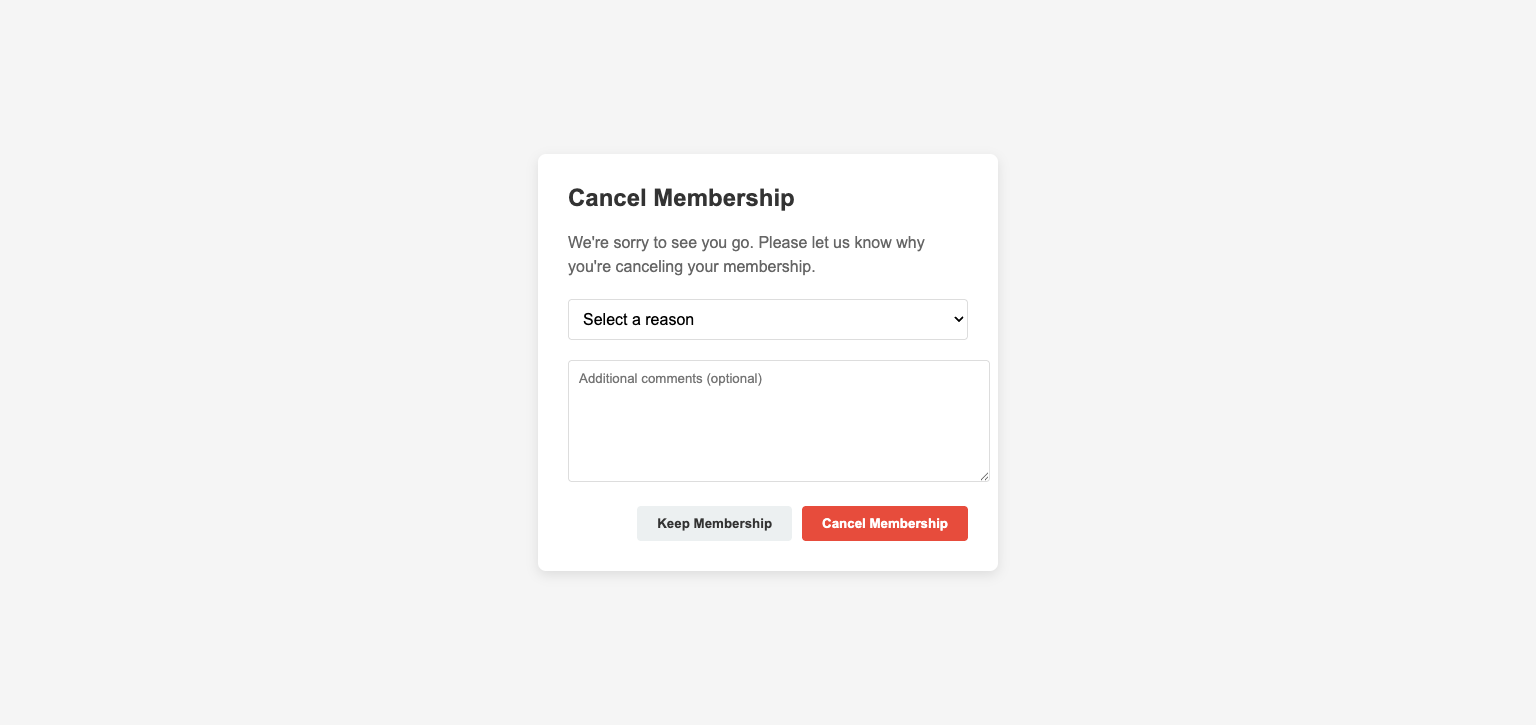 Cancel Membership
We're sorry to see you go. Please let us know why
you're canceling your membership.
Select a reason
Additional comments (optional)
Keep Membership Cancel Membership